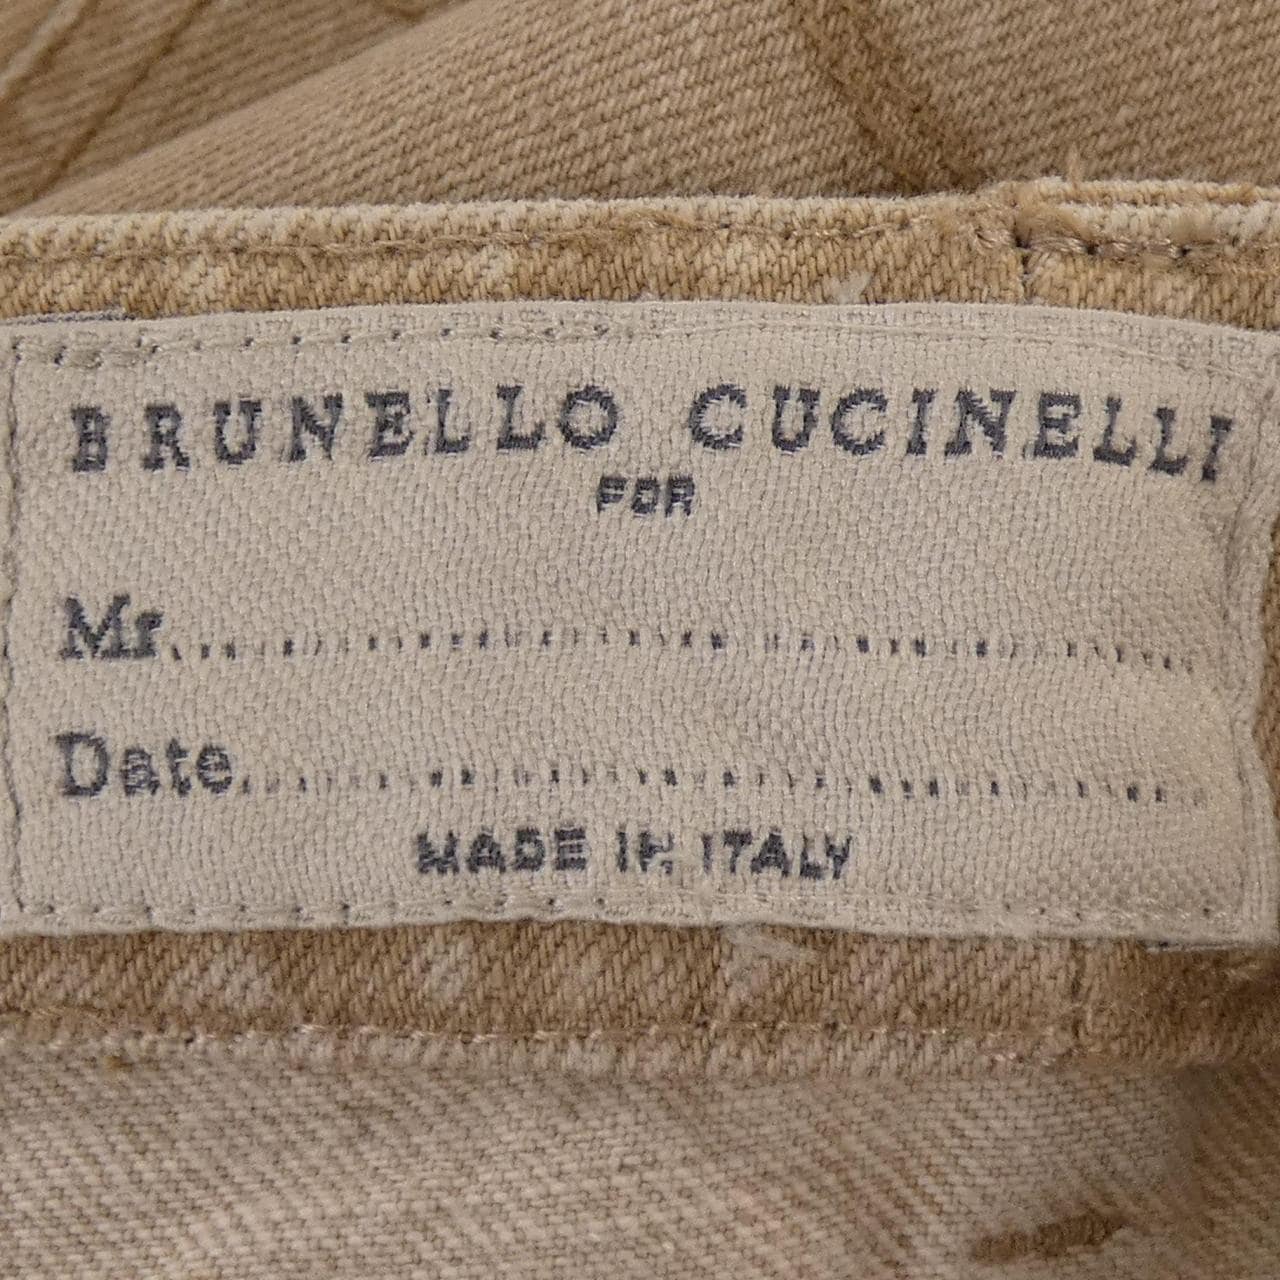 BRUNELLO CUCINELLI
FOR
Mr..............................
Date..............................
MADE IN ITALY